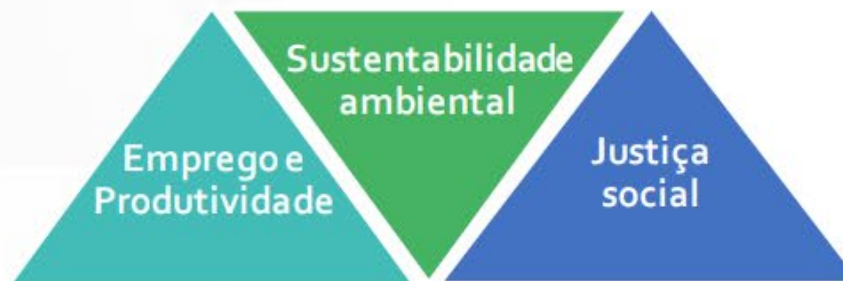 Sustentabilidade
ambiental
Emprego e
Produtividade
Justiça
social